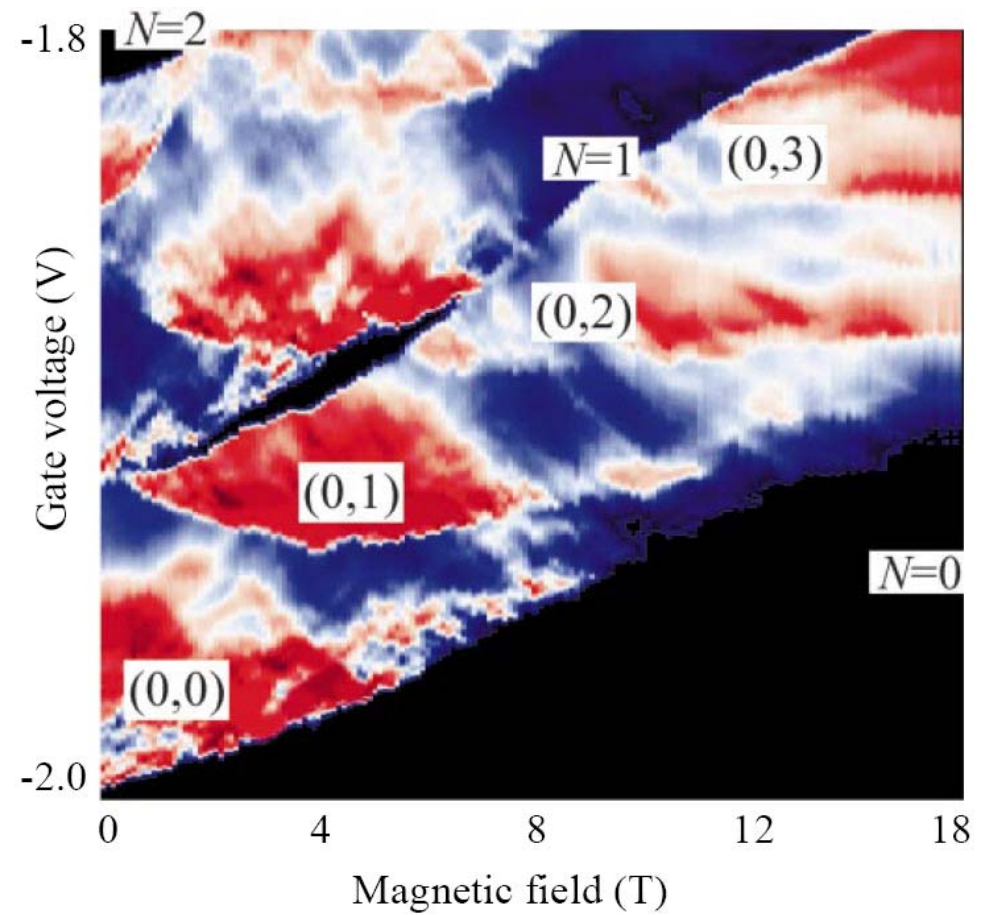 -1.8
N=2
N=1
(0,3)
(0,2)
Gate voltage (V)
(0,1)
N=0
(0,0)
-2.0
0 4 8 12 18
Magnetic field (T)